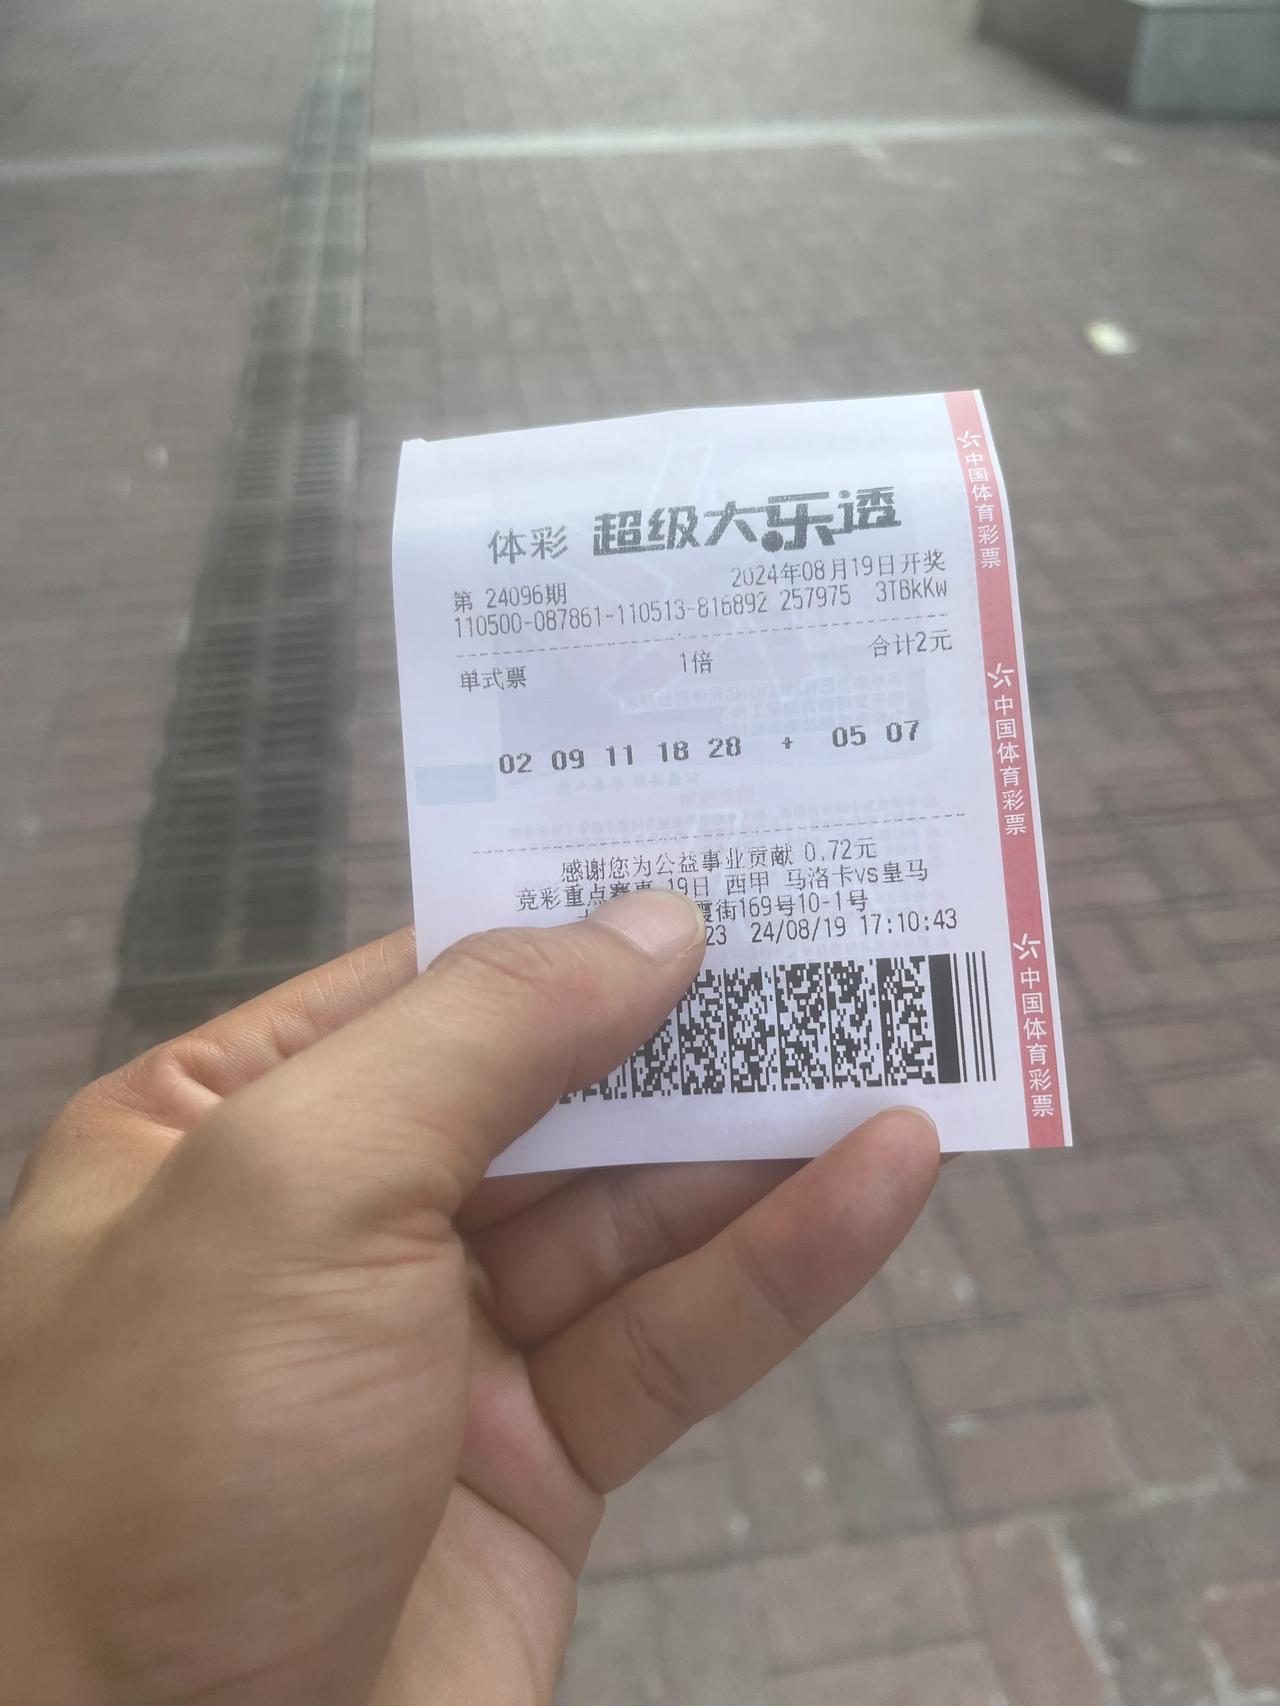 体彩 超级大乐透
第 24096期 2024年08月19日开奖
110500-087861-110513-816892 257975 3TBkKw
单式票 1倍 合计2元
02 09 11 18 28 + 05 07
感谢您为公益事业贡献 0.72元
竞彩重点赛事 19日 西甲 马洛卡vs皇马
霞街169号10-1号
23 24/08/19 17:10:43
中国体育彩票
中国体育彩票
中国体育彩票